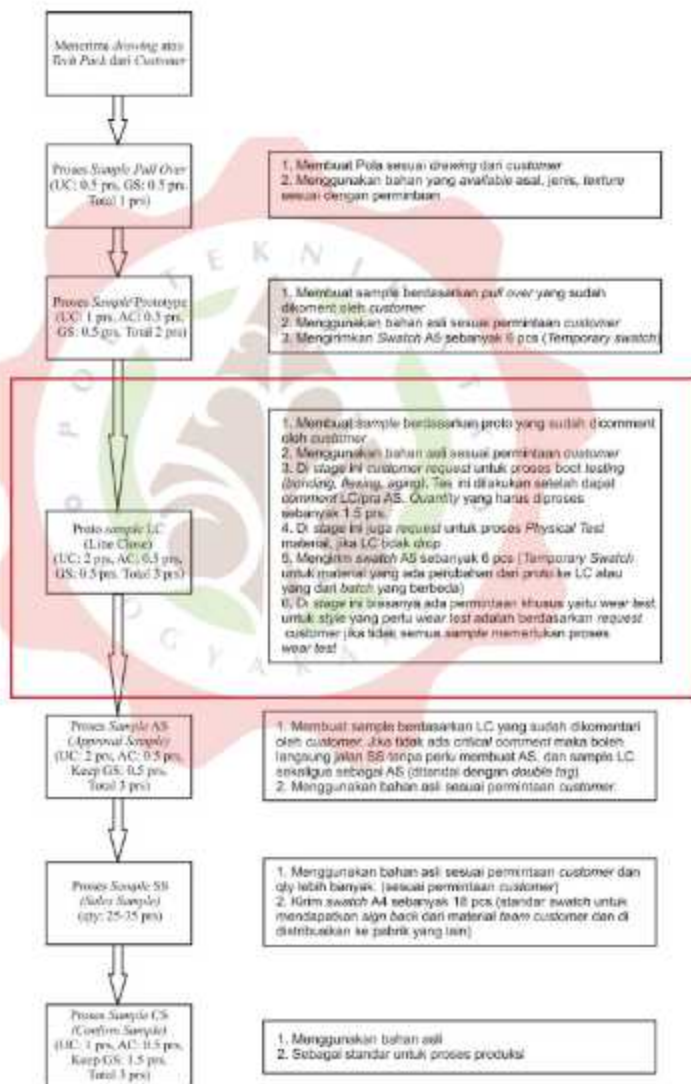 Menerima drawing atau
Tech Pack dari Customer
Proses Sample Pull Over
(UC: 0.5 prs, GS: 0.5 prs,
Total 1 prs)
1. Membuat Pola sesuai drawing dari customer
2. Menggunakan bahan yang available asal, jenis, texture
sesuai dengan permintaan
Proses Sample Prototype
(UC: 1 prs, AC: 0.5 prs,
GS: 0.5 prs, Total 2 prs)
1. Membuat sample berdasarkan pull over yang sudah
dikoment oleh customer
2. Menggunakan bahan asli sesuai permintaan customer
3. Mengirimkan Swatch A5 sebanyak 6 pcs (Temporary swatch)
Proto sample LC
(Line Close)
(UC: 2 prs, AC: 0.5 prs,
GS: 0.5 prs, Total 3 prs)
1. Membuat sample berdasarkan proto yang sudah dicomment
oleh customer
2. Menggunakan bahan asli sesuai permintaan customer
3. Di stage ini customer request untuk proses boot testing
(bonding, flexing, aging). Tes ini dilakukan setelah dapat
comment LC/pra AS. Quantity yang harus diproses
sebanyak 1.5 prs.
4. Di stage ini juga request untuk proses Physical Test
material, jika LC tidak drop
5. Mengirim swatch A5 sebanyak 6 pcs (Temporary Swatch
untuk material yang ada perubahan dari proto ke LC atau
yang dari batch yang berbeda)
6. Di stage ini biasanya ada permintaan khusus yaitu wear test,
untuk style yang perlu wear test adalah berdasarkan request
customer jika tidak semua sample memerlukan proses
wear test
Proses Sample AS
(Approval Sample)
(UC: 2 prs, AC: 0.5 prs,
Keep GS: 0.5 prs,
Total 3 prs)
1. Membuat sample berdasarkan LC yang sudah dikomentari
oleh customer. Jika tidak ada critical comment maka boleh
langsung jalan SS tanpa perlu membuat AS, dan sample LC
sekaligus sebagai AS (ditandai dengan double tag)
2. Menggunakan bahan asli sesuai permintaan customer.
Proses Sample SS
(Sales Sample)
(qty: 25-35 prs)
1. Menggunakan bahan asli sesuai permintaan customer dan
qty lebih banyak. (sesuai permintaan customer)
2. Kirim swatch A4 sebanyak 18 pcs (standar swatch untuk
mendapatkan sign back dari material team customer dan di
distribusikan ke pabrik yang lain)
Proses Sample CS
(Confirm Sample)
(UC: 1 prs, AC: 0.5 prs,
Keep GS: 1.5 prs,
Total 3 prs)
1. Menggunakan bahan asli
2. Sebagai standar untuk proses produksi